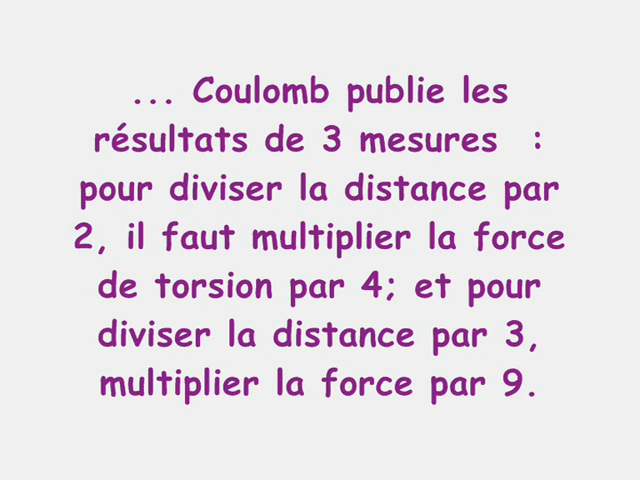 ... Coulomb publie les
résultats de 3 mesures  :
pour diviser la distance par
2, il faut multiplier la force
de torsion par 4; et pour
diviser la distance par 3,
multiplier la force par 9.